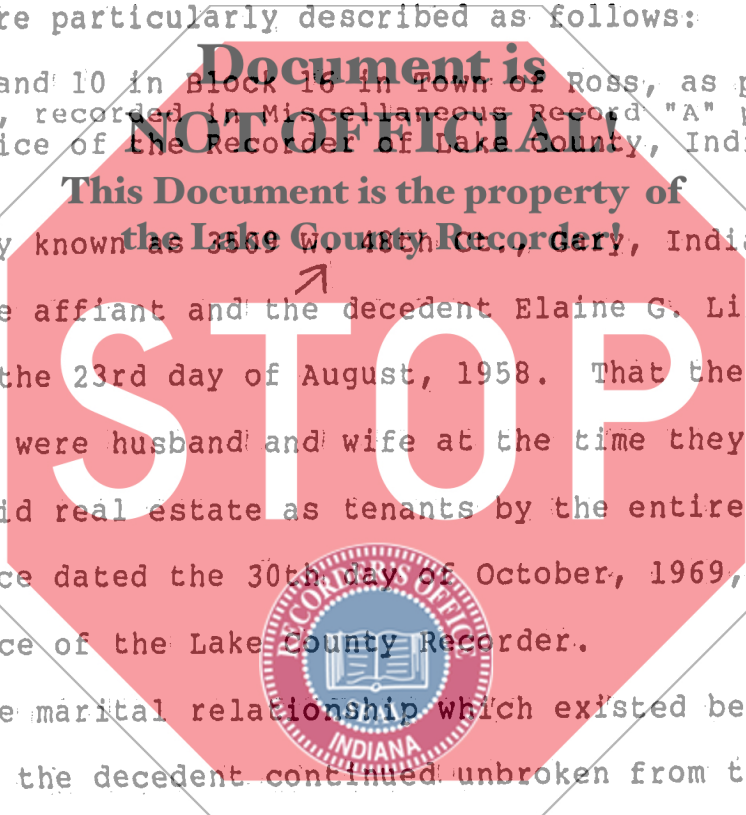 re particularly described as follows:
Document is
and 10 in Block 16 in Town of Ross, as p
, recorded in Miscellaneous Record "A" p
NOT OFFICIAL!
ice of the Recorder of Lake County, Indi
This Document is the property of
the Lake County Recorder!
y known as 3569 W. 48th Ct., Gary, India
e affiant and the decedent Elaine G. Li
the 23rd day of August, 1958. That the
STOP
were husband and wife at the time they
id real estate as tenants by the entire
ce dated the 30th day of October, 1969,
RECORDER'S OFFICE
ce of the Lake County Recorder.
e marital relationship which existed be
INDIANA
the decedent continued unbroken from t